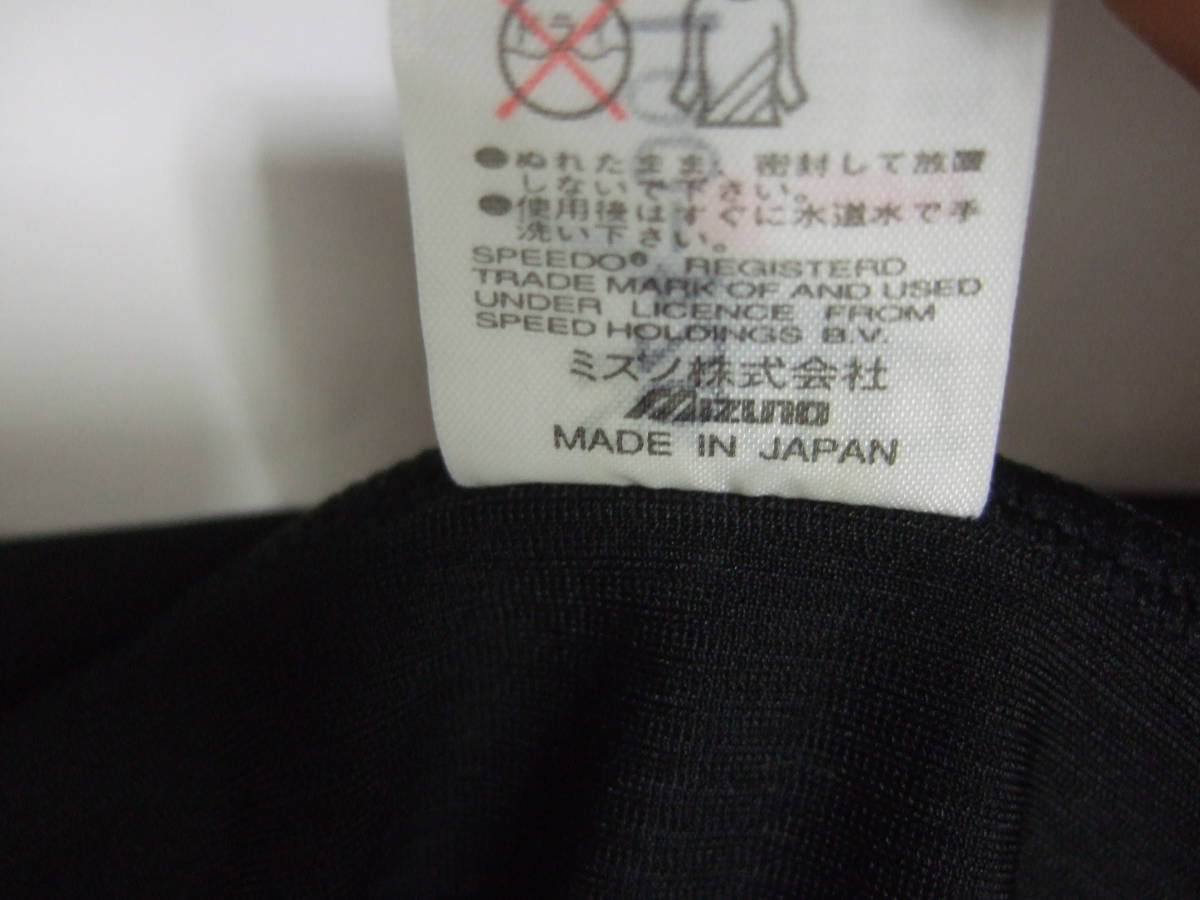 ドライ
●ぬれたまま、密封して放置
しないで下さい。
●使用後はすぐに水道水で手
洗い下さい。
SPEEDO® REGISTERD
TRADE MARK OF AND USED
UNDER LICENCE FROM
SPEED HOLDINGS B.V.
ミズノ株式会社
Mizuno
MADE IN JAPAN